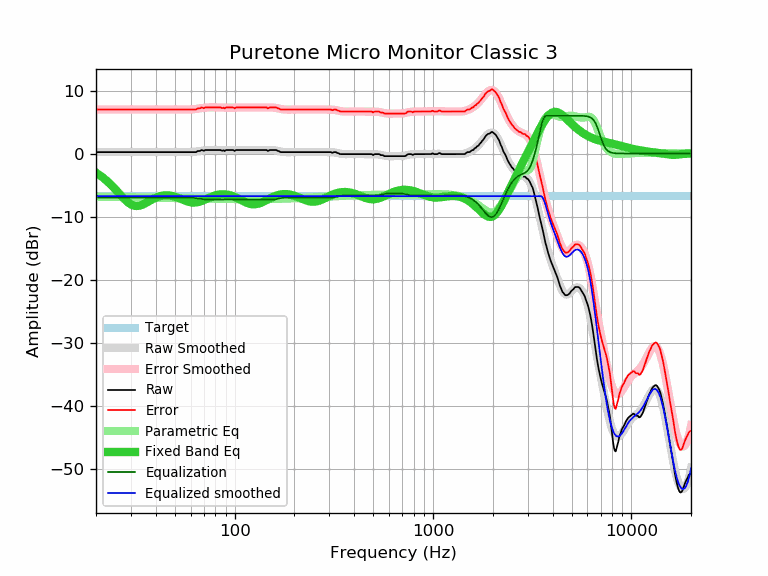 Puretone Micro Monitor Classic 3
Amplitude (dBr)
10
0
−10
−20
−30
−40
−50
Target
Raw Smoothed
Error Smoothed
Raw
Error
Parametric Eq
Fixed Band Eq
Equalization
Equalized smoothed
100
1000
10000
Frequency (Hz)